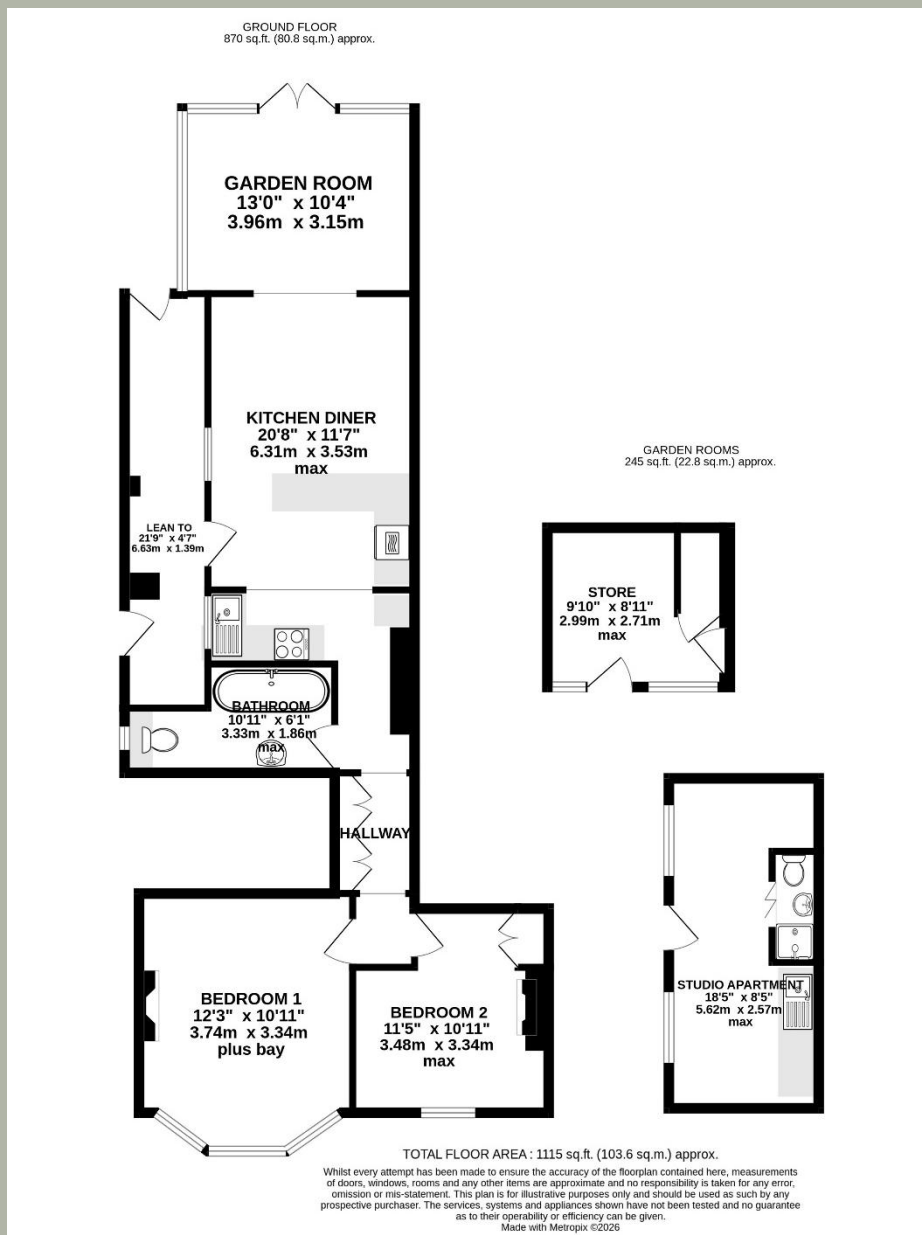 GROUND FLOOR
870 sq.ft. (80.8 sq.m.) approx.
GARDEN ROOM
13'0" x 10'4"
3.96m x 3.15m
KITCHEN DINER
20'8" x 11'7"
6.31m x 3.53m
max
LEAN TO
21'9" x 4'7"
6.63m x 1.39m
BATHROOM
10'11" x 6'1"
3.33m x 1.86m
max
HALLWAY
BEDROOM 1
12'3" x 10'11"
3.74m x 3.34m
plus bay
BEDROOM 2
11'5" x 10'11"
3.48m x 3.34m
max
GARDEN ROOMS
245 sq.ft. (22.8 sq.m.) approx.
STORE
9'10" x 8'11"
2.99m x 2.71m
max
STUDIO APARTMENT
18'5" x 8'5"
5.62m x 2.57m
max
TOTAL FLOOR AREA : 1115 sq.ft. (103.6 sq.m.) approx.
Whilst every attempt has been made to ensure the accuracy of the floorplan contained here, measurements
of doors, windows, rooms and any other items are approximate and no responsibility is taken for any error,
omission or mis-statement. This plan is for illustrative purposes only and should be used as such by any
prospective purchaser. The services, systems and appliances shown have not been tested and no guarantee
as to their operability or efficiency can be given.
Made with Metropix ©2026